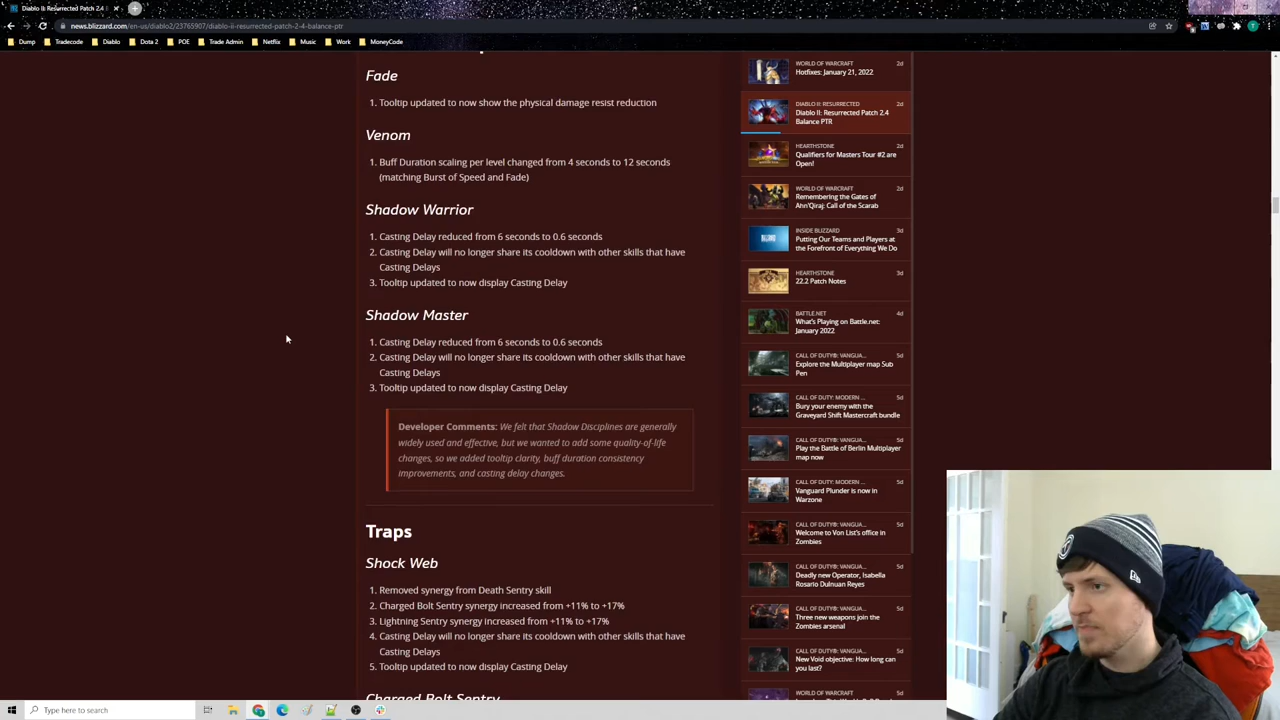 Diablo II: Resurrected Patch 2.4
news.blizzard.com/en-us/diablo2/23765907/diablo-ii-resurrected-patch-2-4-balance-ptr
Dump
Tradecode
Diablo
Dota 2
POE
Trade Admin
Netflix
Music
Work
MoneyCode
Fade
1. Tooltip updated to now show the physical damage resist reduction
Venom
1. Buff Duration scaling per level changed from 4 seconds to 12 seconds
(matching Burst of Speed and Fade)
Shadow Warrior
1. Casting Delay reduced from 6 seconds to 0.6 seconds
2. Casting Delay will no longer share its cooldown with other skills that have
Casting Delays
3. Tooltip updated to now display Casting Delay
Shadow Master
1. Casting Delay reduced from 6 seconds to 0.6 seconds
2. Casting Delay will no longer share its cooldown with other skills that have
Casting Delays
3. Tooltip updated to now display Casting Delay
Developer Comments: We felt that Shadow Disciplines are generally
widely used and effective, but we wanted to add some quality-of-life
changes, so we added tooltip clarity, buff duration consistency
improvements, and casting delay changes.
Traps
Shock Web
1. Removed synergy from Death Sentry skill
2. Charged Bolt Sentry synergy increased from +11% to +17%
3. Lightning Sentry synergy increased from +11% to +17%
4. Casting Delay will no longer share its cooldown with other skills that have
Casting Delays
5. Tooltip updated to now display Casting Delay
Charged Bolt Sentry
WORLD OF WARCRAFT 2d
Hotfixes: January 21, 2022
DIABLO II: RESURRECTED 2d
Diablo II: Resurrected Patch 2.4
Balance PTR
HEARTHSTONE 2d
Qualifiers for Masters Tour #2 are
Open!
WORLD OF WARCRAFT 2d
Remembering the Gates of
Ahn'Qiraj: Call of the Scarab
INSIDE BLIZZARD 3d
Putting Our Teams and Players at
the Forefront of Everything We Do
HEARTHSTONE 3d
22.2 Patch Notes
BATTLE.NET 4d
What's Playing on Battle.net:
January 2022
CALL OF DUTY®: VANGUA... 5d
Explore the Multiplayer map Sub
Pen
CALL OF DUTY: MODERN ... 5d
Bury your enemy with the
Graveyard Shift Mastercraft bundle
CALL OF DUTY®: VANGUA... 5d
Play the Battle of Berlin Multiplayer
map now
CALL OF DUTY: MODERN ... 5d
Vanguard Plunder is now in
Warzone
CALL OF DUTY®: VANGUA... 5d
Welcome to Von List's office in
Zombies
CALL OF DUTY®: VANGUA... 5d
Deadly new Operator, Isabella
Rosario Dulnuan Reyes
CALL OF DUTY®: VANGUA... 5d
Three new weapons join the
Zombies arsenal
CALL OF DUTY®: VANGUA... 5d
New Void objective: How long can
you last?
WORLD OF WARCRAFT 5d
Type here to search